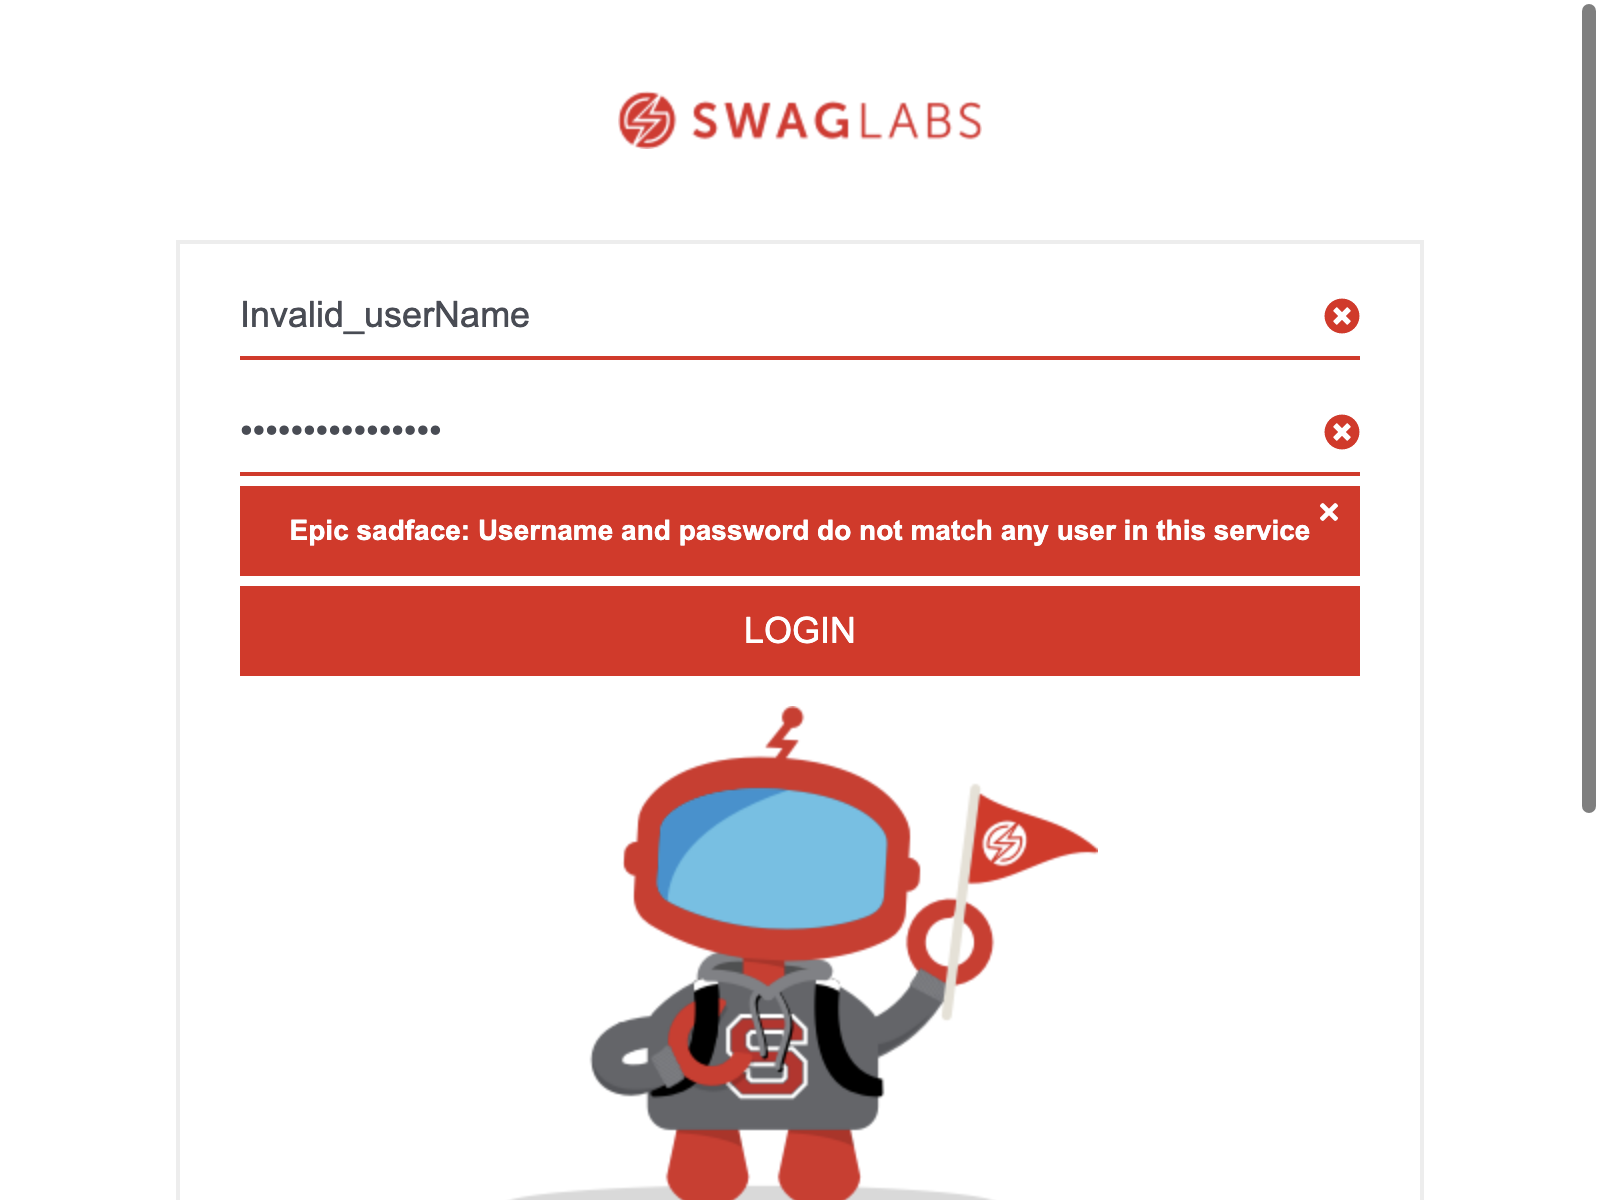 SWAGLABS
Invalid_userName
••••••••••••••••
Epic sadface: Username and password do not match any user in this service
LOGIN
S